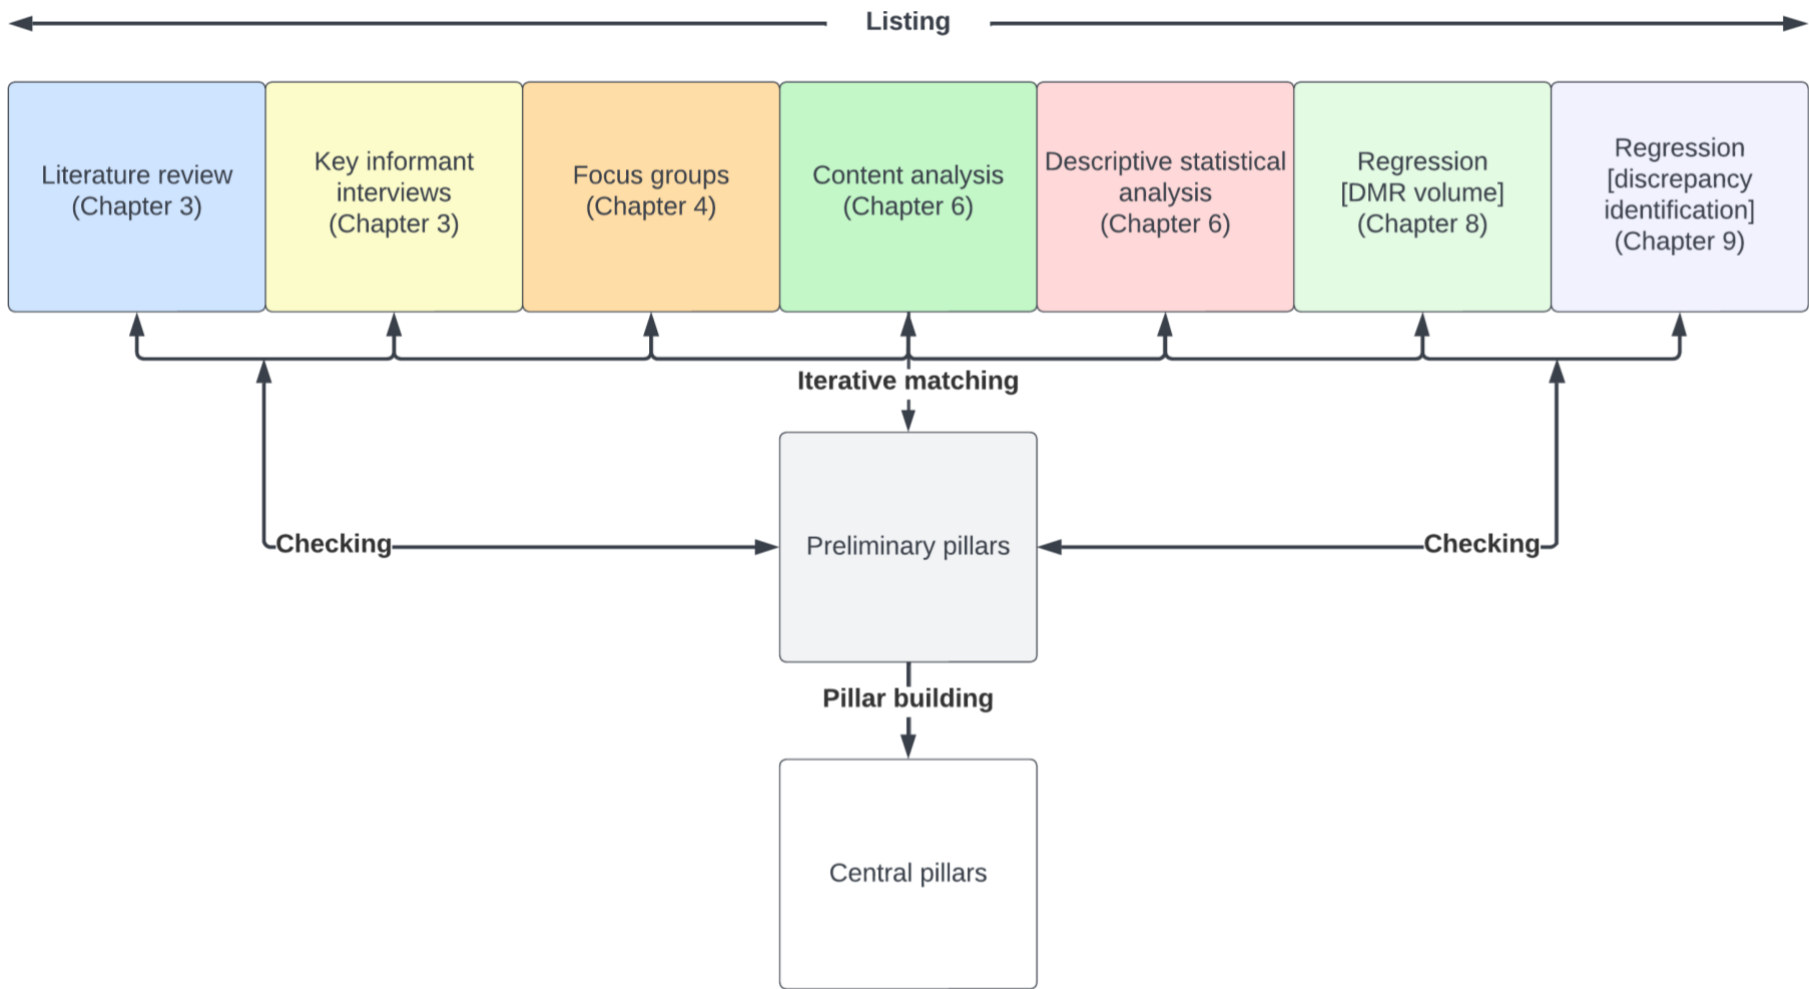 Listing
Literature review
(Chapter 3)
Key informant
interviews
(Chapter 3)
Focus groups
(Chapter 4)
Content analysis
(Chapter 6)
Descriptive statistical
analysis
(Chapter 6)
Regression
[DMR volume]
(Chapter 8)
Regression
[discrepancy
identification]
(Chapter 9)
Iterative matching
Checking
Preliminary pillars
Checking
Pillar building
Central pillars